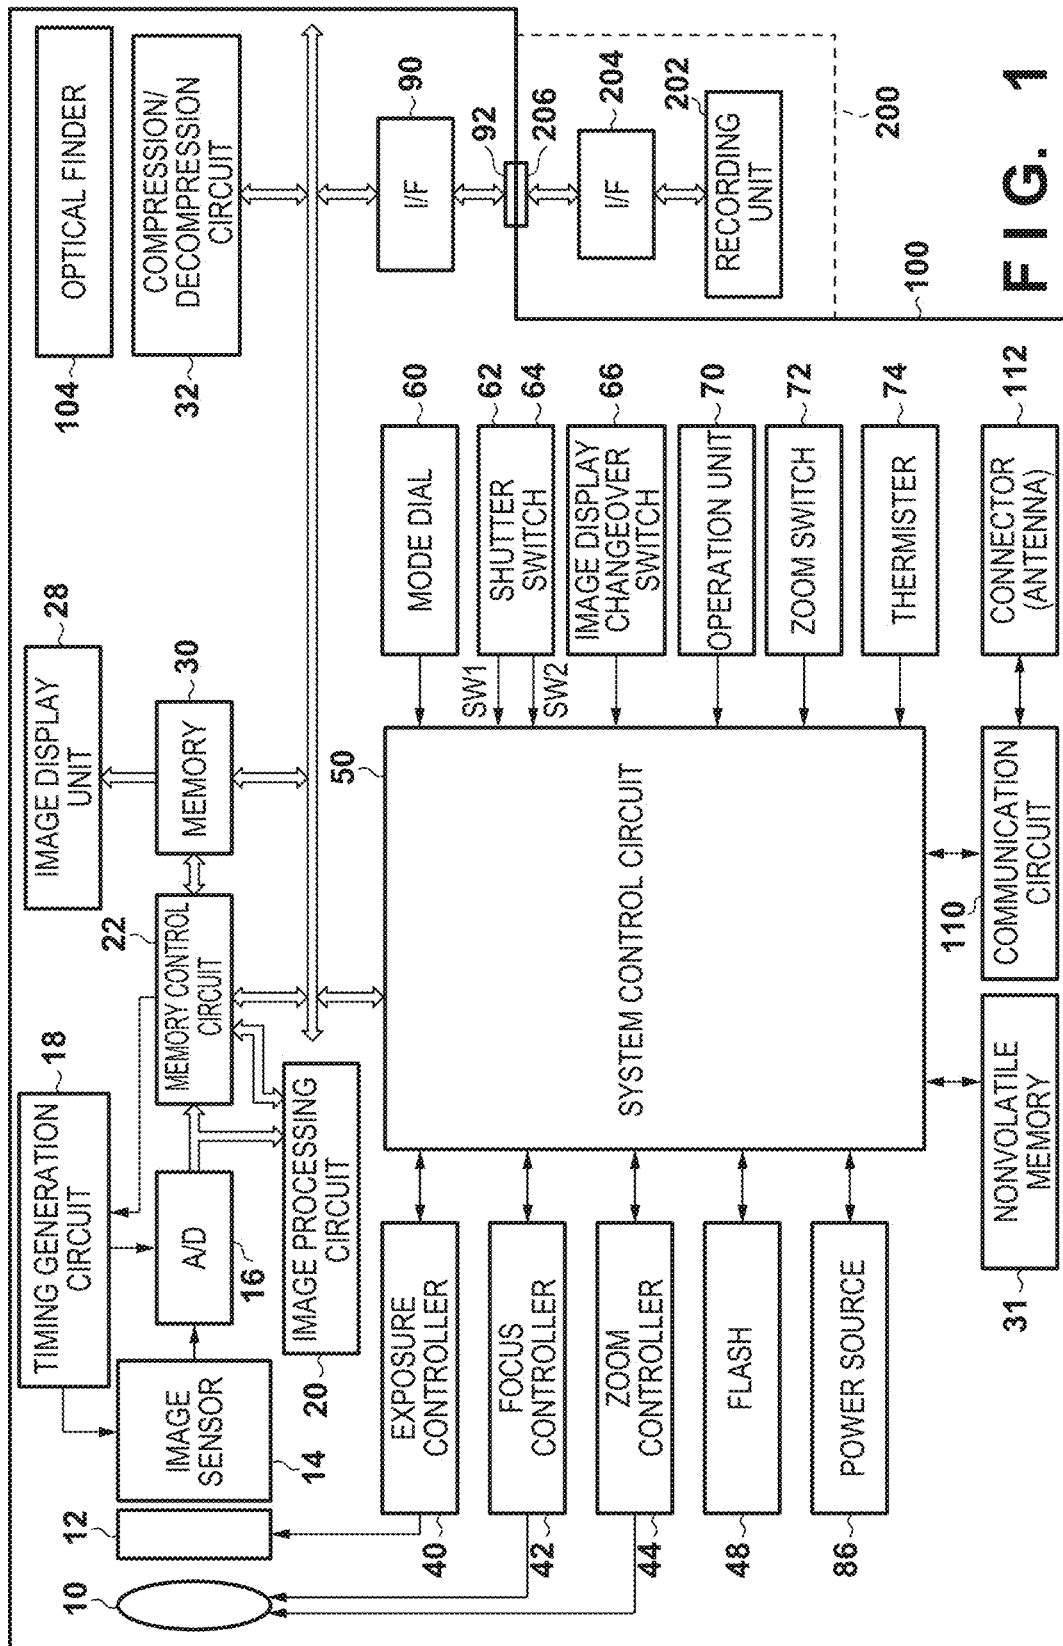 FIG. 1
100
10
12
14
IMAGE
SENSOR
TIMING GENERATION
CIRCUIT
18
A/D
16
IMAGE PROCESSING
CIRCUIT
20
22
MEMORY CONTROL
CIRCUIT
MEMORY
30
IMAGE DISPLAY
UNIT
28
OPTICAL FINDER
104
COMPRESSION/
DECOMPRESSION
CIRCUIT
32
I/F
90
92
206
I/F
204
RECORDING
UNIT
202
200
EXPOSURE
CONTROLLER
40
FOCUS
CONTROLLER
42
ZOOM
CONTROLLER
44
FLASH
48
POWER SOURCE
86
SYSTEM CONTROL CIRCUIT
50
MODE DIAL
60
SW1
SHUTTER
SWITCH
62
64
SW2
IMAGE DISPLAY
CHANGEOVER
SWITCH
66
OPERATION UNIT
70
ZOOM SWITCH
72
THERMISTER
74
NONVOLATILE
MEMORY
31
COMMUNICATION
CIRCUIT
110
CONNECTOR
(ANTENNA)
112